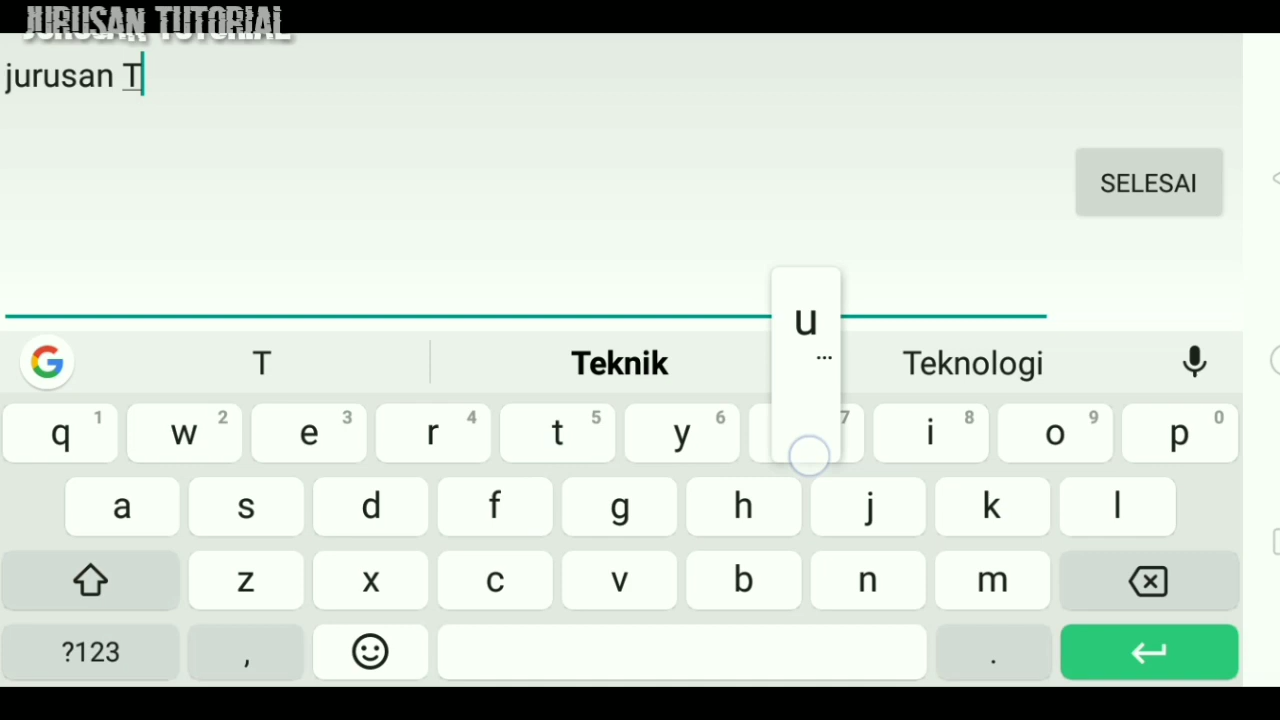 JURUSAN TUTORIAL
jurusan T
SELESAI
u
...
T Teknik Teknologi
q 1 w 2 e 3 r 4 t 5 y 6 7 i 8 o 9 p 0
a s d f g h j k l
z x c v b n m
?123 , .